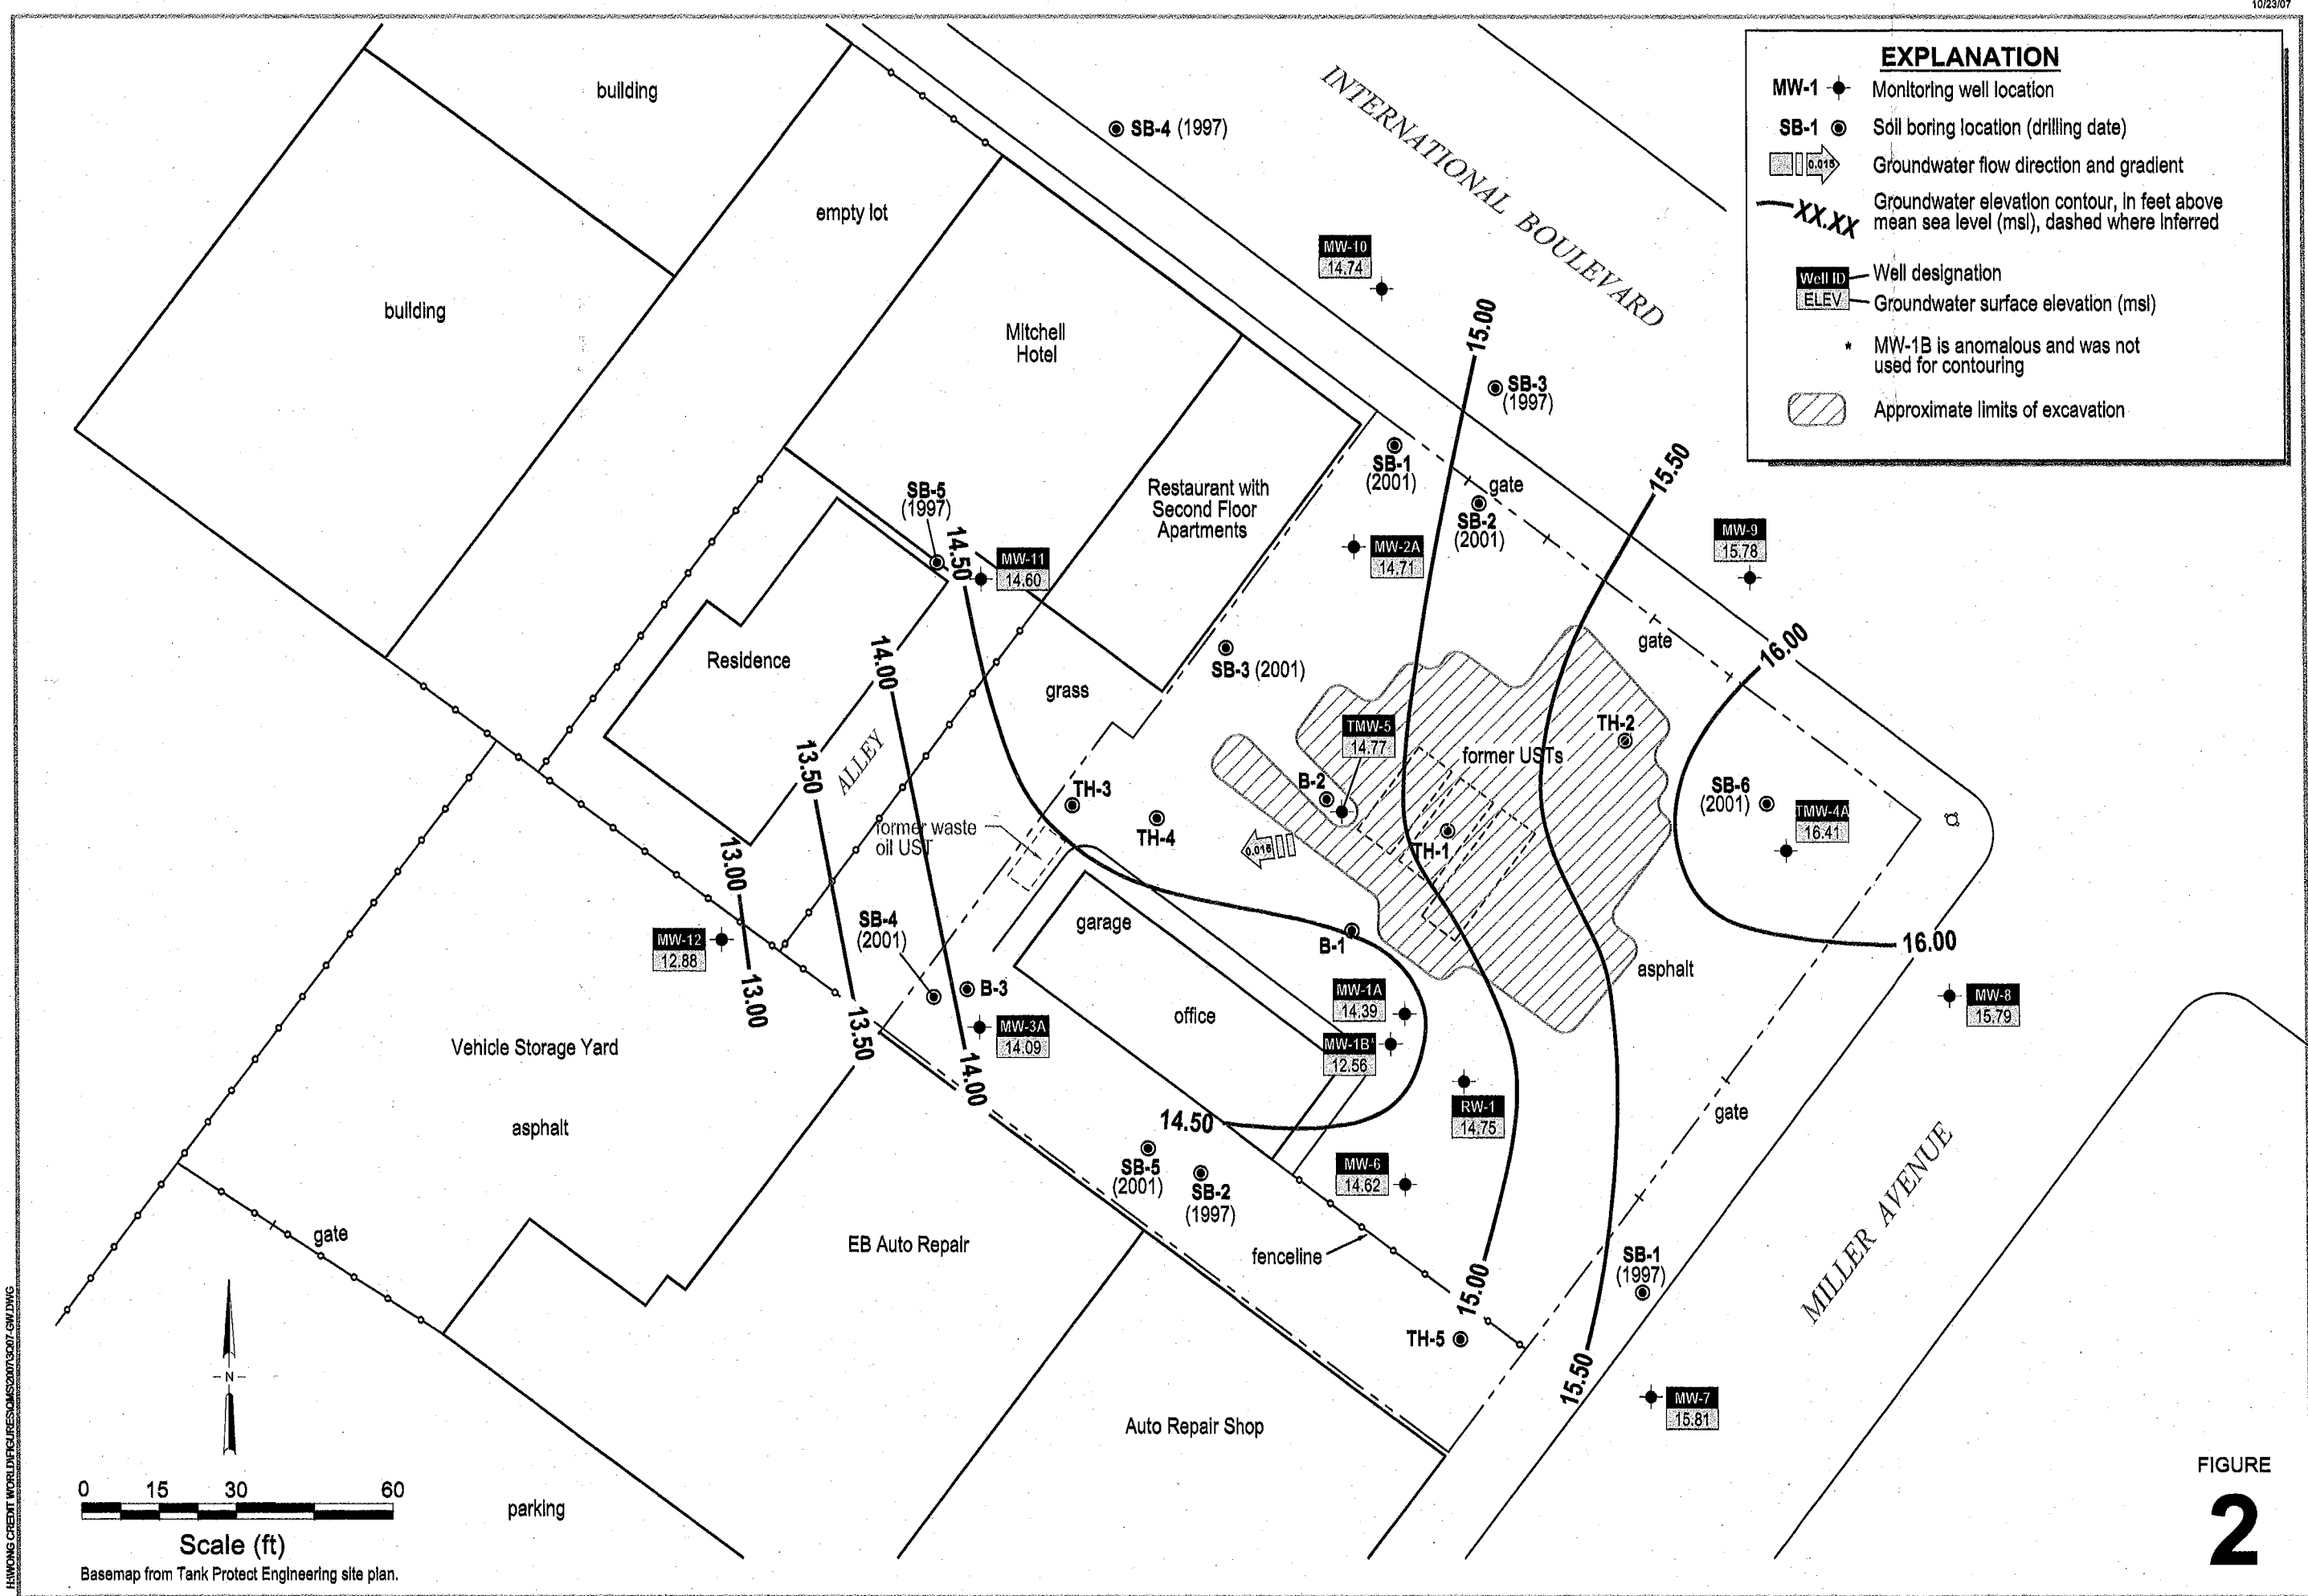 10/23/07
EXPLANATION
MW-1 Monitoring well location
SB-1 Soil boring location (drilling date)
0.015 Groundwater flow direction and gradient
XX.XX Groundwater elevation contour, in feet above
mean sea level (msl), dashed where inferred
Well ID Well designation
ELEV Groundwater surface elevation (msl)
* MW-1B is anomalous and was not
used for contouring
Approximate limits of excavation
building
SB-4 (1997)
INTERNATIONAL BOULEVARD
empty lot
MW-10
14.74
building
Mitchell
Hotel
15.00
SB-3
(1997)
SB-1
(2001)
15.50
gate
Restaurant with
Second Floor
Apartments
SB-5
(1997)
SB-2
(2001)
14.50
MW-11
14.60
MW-2A
14.71
MW-9
15.78
Residence
14.00
grass
SB-3 (2001)
gate
16.00
TMW-5
14.77
TH-2
former USTs
13.50
ALLEY
TH-3
B-2
SB-6
(2001)
TMW-4A
16.41
former waste
oil UST
TH-4
0.015
TH-1
13.00
SB-4
(2001)
garage
B-1
16.00
MW-12
12.88
asphalt
B-3
MW-1A
14.39
MW-8
15.79
13.00
13.50
MW-3A
14.09
office
MW-1B*
12.56
Vehicle Storage Yard
14.00
RW-1
14.75
14.50
gate
asphalt
SB-5
(2001)
SB-2
(1997)
MW-6
14.62
MILLER AVENUE
gate
EB Auto Repair
fenceline
SB-1
(1997)
15.00
TH-5
15.50
MW-7
15.81
N
Auto Repair Shop
0 15 30 60
Scale (ft)
Basemap from Tank Protect Engineering site plan.
parking
FIGURE
2
H:\WONG CREDIT WORLD\FIGURES\QMS\2007\3Q07-GW.DWG